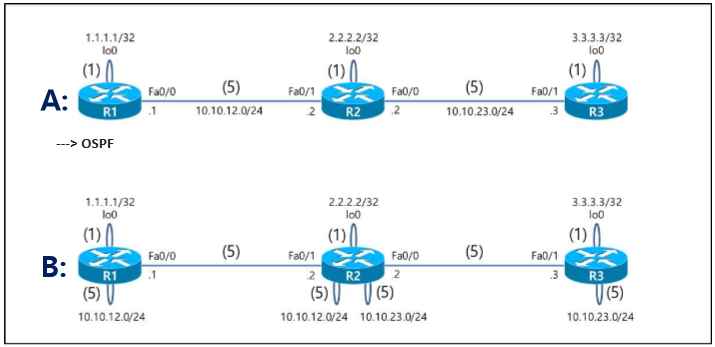 1.1.1.1/32 2.2.2.2/32 3.3.3.3/32
lo0 lo0 lo0
(1) (1) (1)
A: Fa0/0 (5) Fa0/1 Fa0/0 (5) Fa0/1
R1 .1 10.10.12.0/24 .2 R2 .2 10.10.23.0/24 .3 R3
---> OSPF
1.1.1.1/32 2.2.2.2/32 3.3.3.3/32
lo0 lo0 lo0
(1) (1) (1)
B: Fa0/0 (5) Fa0/1 Fa0/0 (5) Fa0/1
R1 .1 .2 R2 .2 .3 R3
(5) (5) (5) (5)
10.10.12.0/24 10.10.12.0/24 10.10.23.0/24 10.10.23.0/24